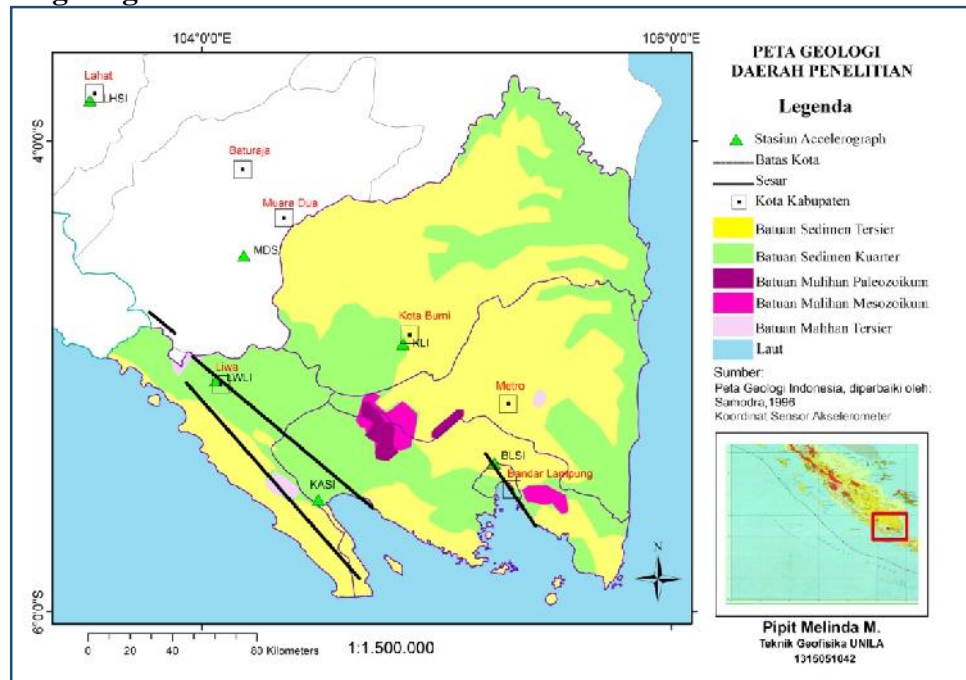 104°0'0"E
106°0'0"E
4°0'0"S
6°0'0"S
Lahat
LHSI
Baturaja
Muara Dua
MDS
Kota Bumi
KLI
Liwa
LWLI
Metro
BLSI
Bandar Lampung
KASI
N
0 20 40 80 Kilometers
1:1.500.000
PETA GEOLOGI
DAERAH PENELITIAN
Legenda
Stasiun Accelerograph
Batas Kota
Sesar
Kota Kabupaten
Batuan Sedimen Tersier
Batuan Sedimen Kuarter
Batuan Malihan Paleozoikum
Batuan Malihan Mesozoikum
Batuan Malihan Tersier
Laut
Sumber:
Peta Geologi Indonesia, diperbaiki oleh:
Samodra,1996
Koordinat Sensor Akselerometer
Pipit Melinda M.
Teknik Geofisika UNILA
1315051042